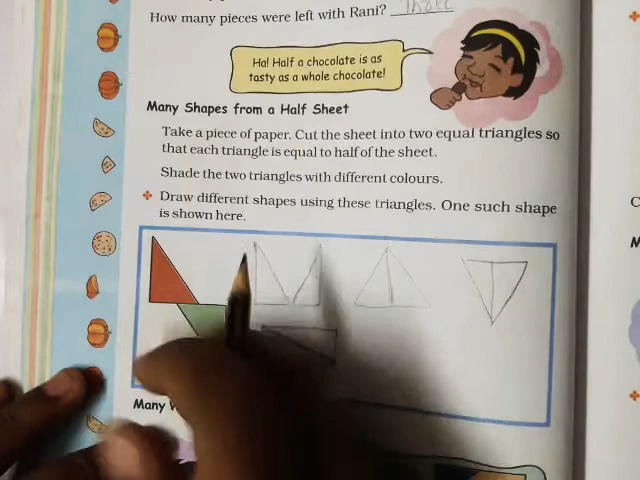 How many pieces were left with Rani? Three
Ha! Half a chocolate is as
tasty as a whole chocolate!
Many Shapes from a Half Sheet
Take a piece of paper. Cut the sheet into two equal triangles so
that each triangle is equal to half of the sheet.
Shade the two triangles with different colours.
Draw different shapes using these triangles. One such shape
is shown here.
Many